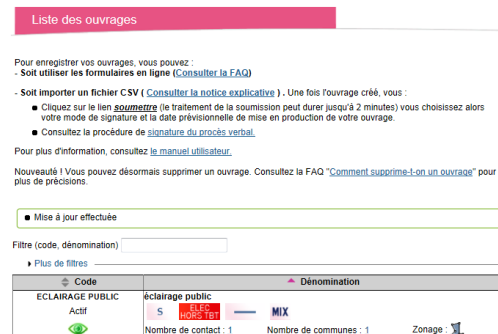 Liste des ouvrages
Pour enregistrer vos ouvrages, vous pouvez :
- Soit utiliser les formulaires en ligne (Consulter la FAQ)
- Soit importer un fichier CSV ( Consulter la notice explicative ) . Une fois l'ouvrage créé, vous :
Cliquez sur le lien soumettre (le traitement de la soumission peut durer jusqu'à 2 minutes) vous choisissez alors
votre mode de signature et la date prévisionnelle de mise en production de votre ouvrage.
Consultez la procédure de signature du procès verbal.
Pour plus d'information, consultez le manuel utilisateur.
Nouveauté ! Vous pouvez désormais supprimer un ouvrage. Consultez la FAQ "Comment supprime-t-on un ouvrage" pour
plus de précisions.
Mise à jour effectuée
Filtre (code, dénomination)
Plus de filtres
Code Dénomination
ECLAIRAGE PUBLIC éclairage public
Actif S ELEC HORS TBT MIX
Nombre de contact : 1 Nombre de communes : 1 Zonage :